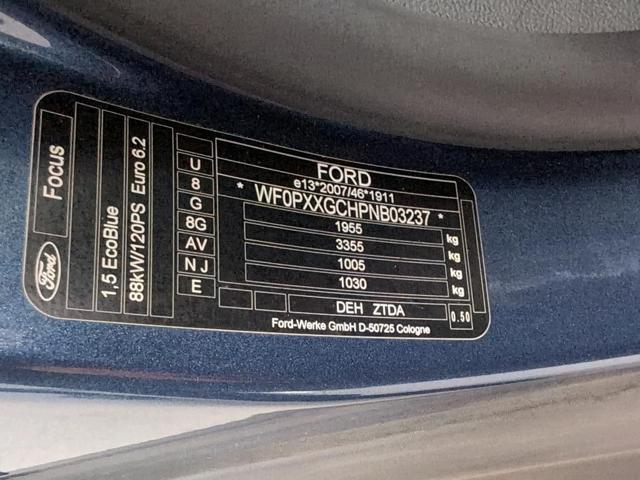 FORD
e13*2007/46*1911
* WF0PXXGCHPNB03237 *
1955 kg
3355 kg
1005 kg
1030 kg
DEH ZTDA
0.50
Ford-Werke GmbH D-50725 Cologne
U
8
G
8G
AV
N J
E
Focus
Ford
1,5 EcoBlue
88kW/120PS Euro 6.2